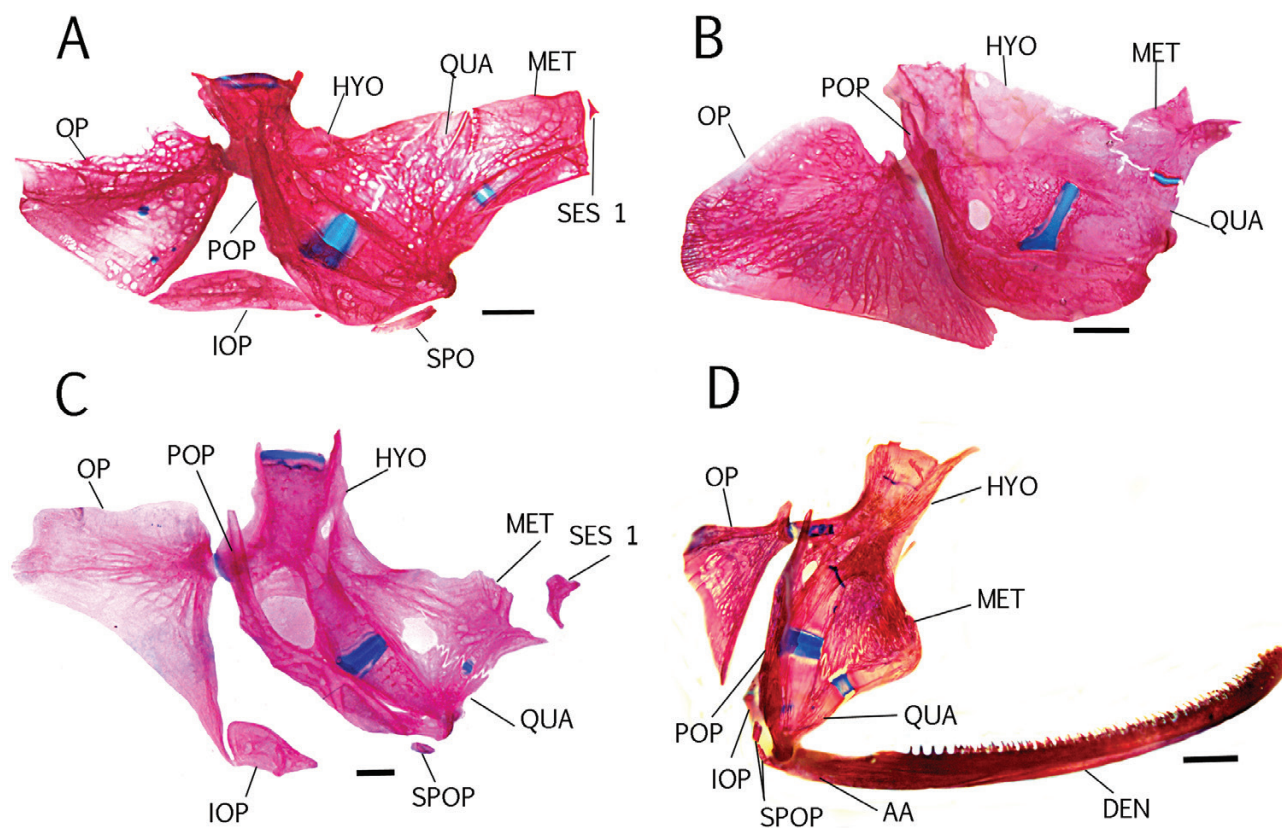 A
OP
HYO
QUA
MET
POP
SES 1
IOP
SPO
B
HYO
MET
POP
OP
QUA
C
OP
POP
HYO
MET
SES 1
QUA
IOP
SPOP
D
OP
HYO
MET
POP
QUA
IOP
SPOP
AA
DEN